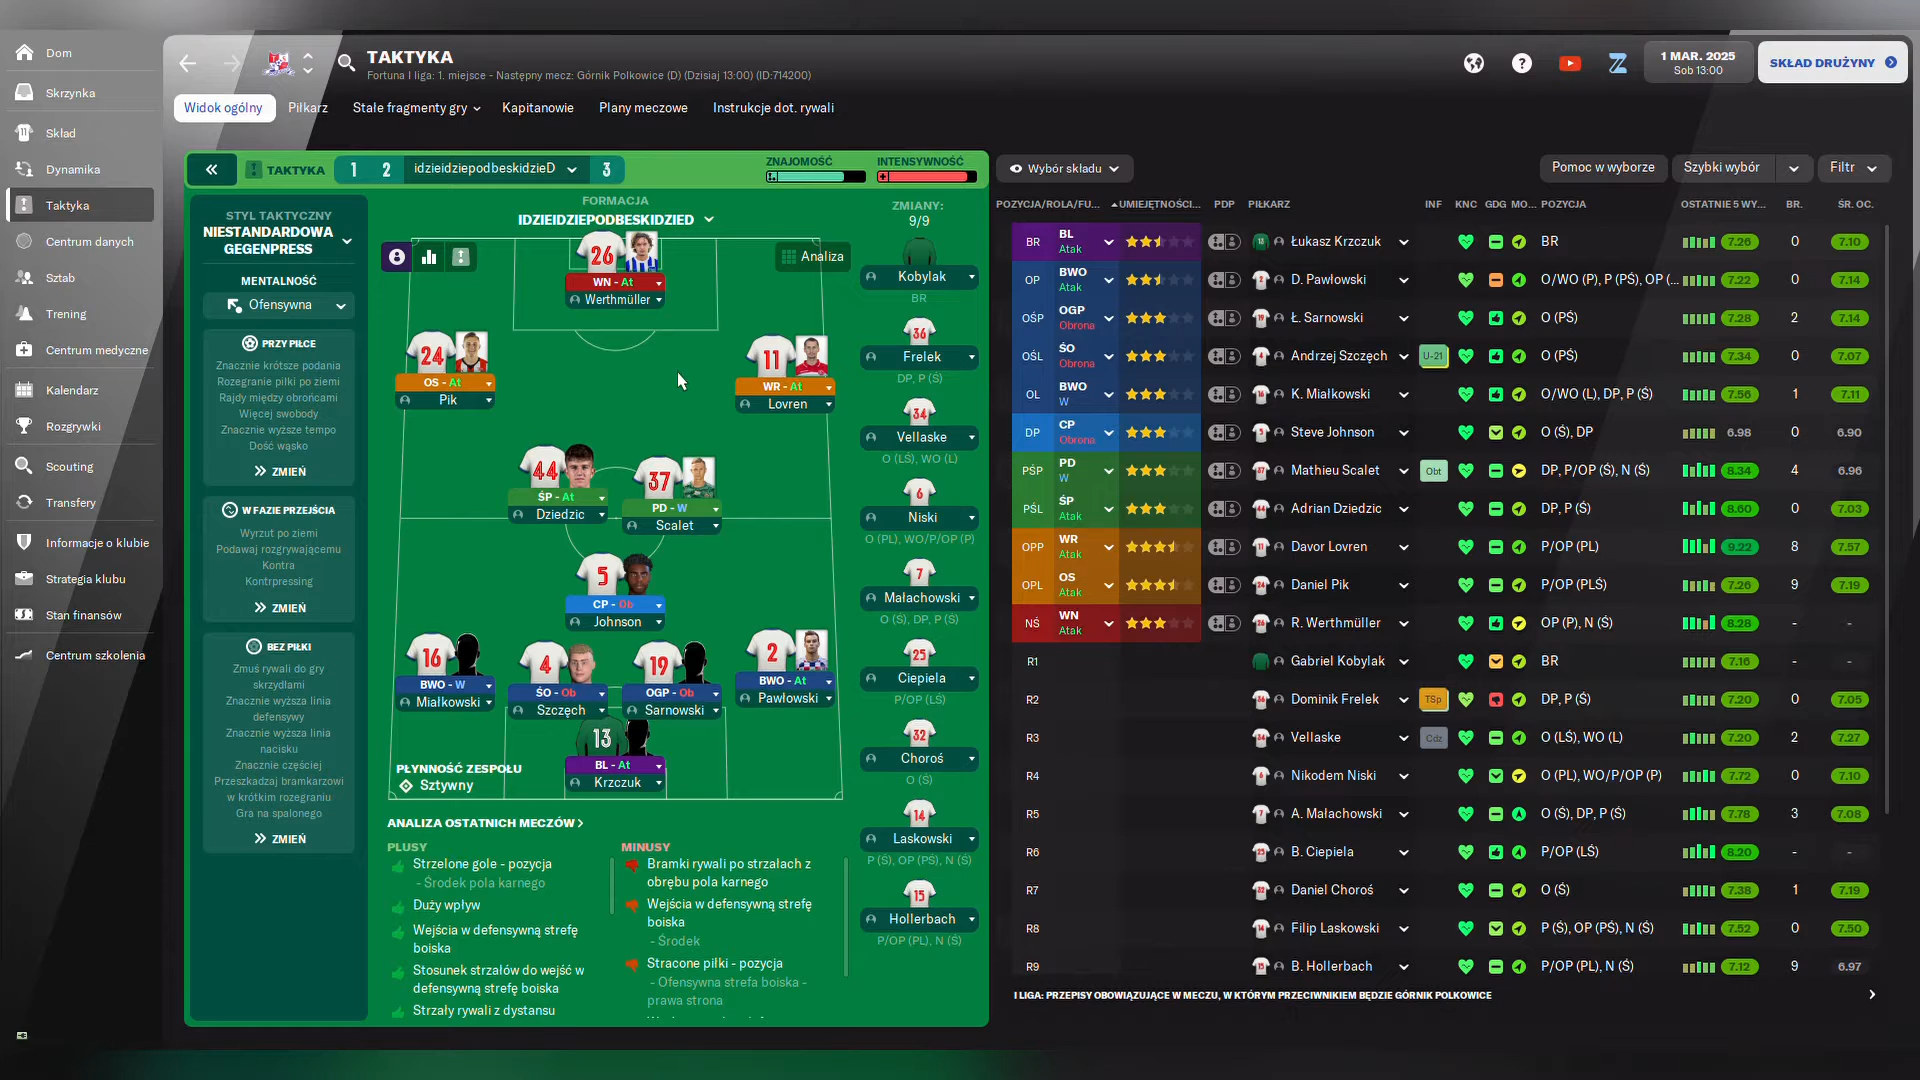 Dom
Skrzynka
Skład
Dynamika
Taktyka
Centrum danych
Sztab
Trening
Centrum medyczne
Kalendarz
Rozgrywki
Scouting
Transfery
Informacje o klubie
Strategia klubu
Stan finansów
Centrum szkolenia
TAKTYKA
Fortuna I liga: 1. miejsce - Następny mecz: Górnik Polkowice (D) (Dzisiaj 13:00) (ID:714200)
1 MAR. 2025
Sob 13:00
SKŁAD DRUŻYNY
Widok ogólny
Piłkarz
Stałe fragmenty gry
Kapitanowie
Plany meczowe
Instrukcje dot. rywali
TAKTYKA
1 2 idzieidziepodbeskidzieD 3
ZNAJOMOŚĆ
INTENSYWNOŚĆ
STYL TAKTYCZNY
NIESTANDARDOWA
GEGENPRESS
MENTALNOŚĆ
Ofensywna
PRZY PIŁCE
Znacznie krótsze podania
Rozegranie piłki po ziemi
Rajdy między obrońcami
Więcej swobody
Znacznie wyższe tempo
Dość wąsko
ZMIEŃ
W FAZIE PRZEJŚCIA
Wyrzut po ziemi
Podawaj rozgrywającemu
Kontra
Kontrpressing
ZMIEŃ
BEZ PIŁKI
Zmuś rywali do gry
skrzydłami
Znacznie wyższa linia
defensywy
Znacznie wyższa linia
nacisku
Znacznie częściej
Przeszkadzaj bramkarzowi
w krótkim rozegraniu
Gra na spalonego
ZMIEŃ
FORMACJA
IDZIEIDZIEPODBESKIDZIED
Analiza
26
WN - At
Werthmüller
24
OS - At
Pik
11
WR - At
Lovren
44
ŚP - At
Dziedzic
37
PD - W
Scalet
5
CP - Ob
Johnson
16
BWO - W
Miałkowski
4
ŚO - Ob
Szczęch
19
OGP - Ob
Sarnowski
2
BWO - At
Pawłowski
13
BL - At
Krzczuk
PŁYNNOŚĆ ZESPOŁU
Sztywny
ANALIZA OSTATNICH MECZÓW
PLUSY
Strzelone gole - pozycja
- Środek pola karnego
Duży wpływ
Wejścia w defensywną strefę
boiska
Stosunek strzałów do wejść w
defensywną strefę boiska
Strzały rywali z dystansu
MINUSY
Bramki rywali po strzałach z
obrębu pola karnego
Wejścia w defensywną strefę
boiska
- Środek
Stracone piłki - pozycja
- Ofensywna strefa boiska -
prawa strona
ZMIANY:
9/9
Kobylak
BR
36
Frelek
DP, P (Ś)
34
Vellaske
O (LŚ), WO (L)
6
Niski
O (PL), WO/P/OP (P)
7
Małachowski
O (Ś), DP, P (Ś)
25
Ciepiela
P/OP (LŚ)
32
Choroś
O (Ś)
14
Laskowski
P (Ś), OP (PŚ), N (Ś)
15
Hollerbach
P/OP (PL), N (Ś)
Wybór składu
Pomoc w wyborze
Szybki wybór
Filtr
POZYCJA/ROLA/FU... UMIEJĘTNOŚCI... PDP PIŁKARZ INF KNC GDG MO... POZYCJA OSTATNIE 5 WY... BR. ŚR. OC.
BR BL Atak Łukasz Krzczuk BR 7.26 0 7.10
OP BWO Atak D. Pawłowski O/WO (P), P (PŚ), OP (... 7.22 0 7.14
OŚP OGP Obrona Ł. Sarnowski O (PŚ) 7.28 2 7.14
OŚL ŚO Obrona Andrzej Szczęch U-21 O (PŚ) 7.34 0 7.07
OL BWO W K. Miałkowski O/WO (L), DP, P (Ś) 7.56 1 7.11
DP CP Obrona Steve Johnson O (Ś), DP 6.98 0 6.90
PŚP PD W Mathieu Scalet Obt DP, P/OP (Ś), N (Ś) 8.34 4 6.96
PŚL ŚP Atak Adrian Dziedzic DP, P (Ś) 8.60 0 7.03
OPP WR Atak Davor Lovren P/OP (PL) 9.22 8 7.57
OPL OS Atak Daniel Pik P/OP (PLŚ) 7.26 9 7.19
NŚ WN Atak R. Werthmüller OP (P), N (Ś) 8.28 - -
R1 Gabriel Kobylak BR 7.16 - -
R2 Dominik Frelek TSp DP, P (Ś) 7.20 0 7.05
R3 Vellaske Cdz O (LŚ), WO (L) 7.20 2 7.27
R4 Nikodem Niski O (PL), WO/P/OP (P) 7.72 0 7.10
R5 A. Małachowski O (Ś), DP, P (Ś) 7.78 3 7.08
R6 B. Ciepiela P/OP (LŚ) 8.20 - -
R7 Daniel Choroś O (Ś) 7.38 1 7.19
R8 Filip Laskowski P (Ś), OP (PŚ), N (Ś) 7.52 0 7.50
R9 B. Hollerbach P/OP (PL), N (Ś) 7.12 9 6.97
I LIGA: PRZEPISY OBOWIĄZUJĄCE W MECZU, W KTÓRYM PRZECIWNIKIEM BĘDZIE GÓRNIK POLKOWICE